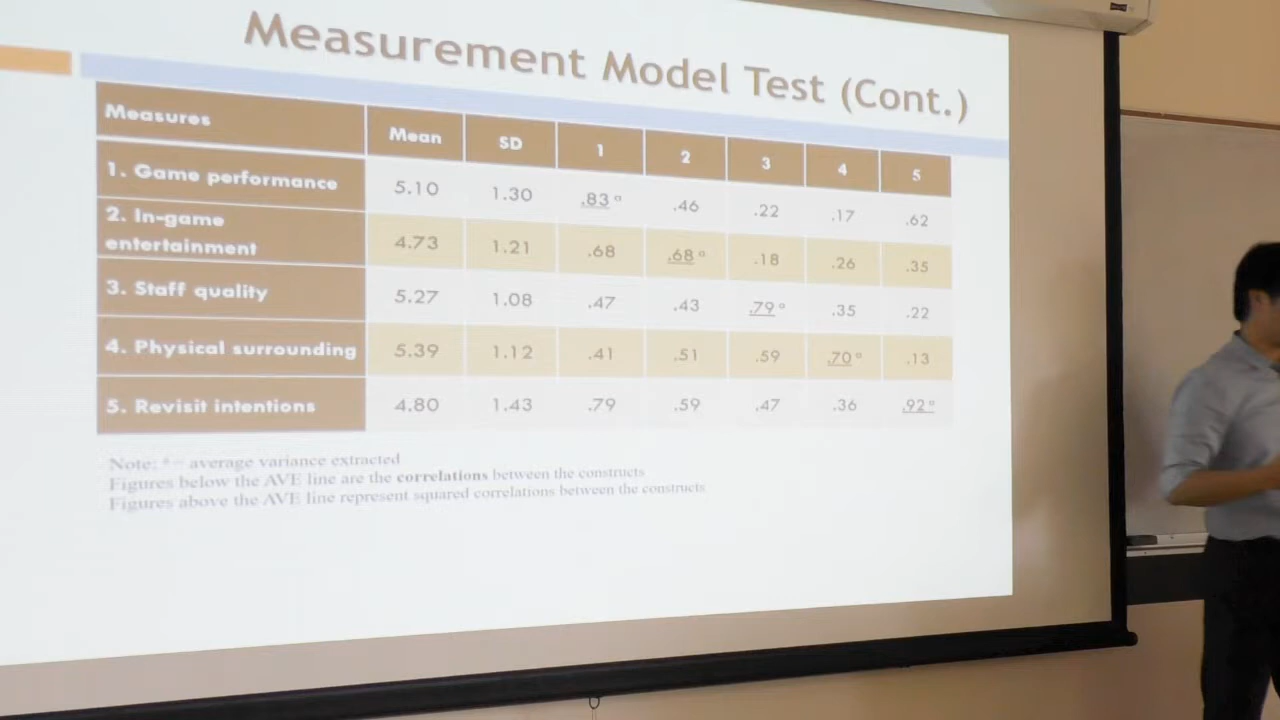 Measurement Model Test (Cont.)
Measures Mean SD 1 2 3 4 5
1. Game performance 5.10 1.30 .83 a .46 .22 .17 .62
2. In-game
entertainment 4.73 1.21 .68 .68 a .18 .26 .35
3. Staff quality 5.27 1.08 .47 .43 .79 a .35 .22
4. Physical surrounding 5.39 1.12 .41 .51 .59 .70 a .13
5. Revisit intentions 4.80 1.43 .79 .59 .47 .36 .92 a
Note: a = average variance extracted
Figures below the AVE line are the correlations between the constructs
Figures above the AVE line represent squared correlations between the constructs